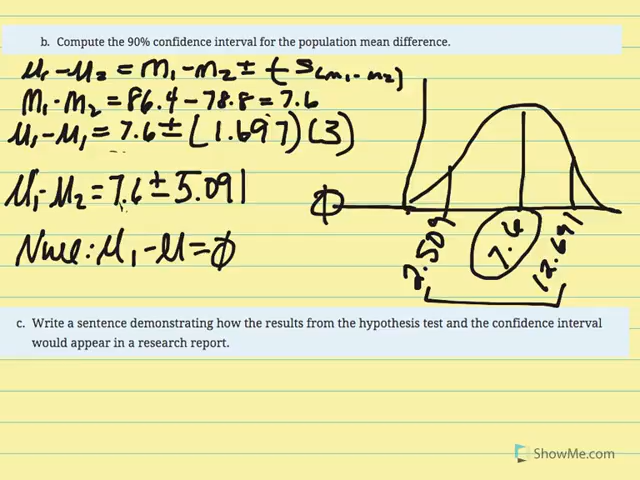 b. Compute the 90% confidence interval for the population mean difference.
μ1 - μ2 = m1 - m2 ± t S(m1 - m2)
m1 - m2 = 86.4 - 78.8 = 7.6
μ1 - μ1 = 7.6 ± (1.697)(3)
μ1 - μ2 = 7.6 ± 5.091
Null: μ1 - μ = ϕ
ϕ
2.509
7.6
12.691
c. Write a sentence demonstrating how the results from the hypothesis test and the confidence interval
would appear in a research report.
ShowMe.com